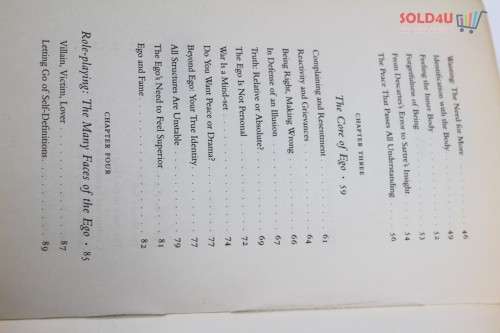 SOLD4U
Wanting: The Need for More . . . . . . . . . . 46
Identification with the Body . . . . . . . . . . 49
Feeling the Inner Body . . . . . . . . . . 52
Forgetfulness of Being . . . . . . . . . . 53
From Descartes's Error to Sartre's Insight . . . . . . . . . . 54
The Peace That Passes All Understanding . . . . . . . . . . 56
CHAPTER THREE
The Core of Ego · 59
Complaining and Resentment . . . . . . . . . . 61
Reactivity and Grievances . . . . . . . . . . 64
Being Right, Making Wrong . . . . . . . . . . 66
In Defense of an Illusion . . . . . . . . . . 67
Truth: Relative or Absolute? . . . . . . . . . . 69
The Ego Is Not Personal . . . . . . . . . . 72
War Is a Mind-set . . . . . . . . . . 74
Do You Want Peace or Drama? . . . . . . . . . . 77
Beyond Ego: Your True Identity . . . . . . . . . . 77
All Structures Are Unstable . . . . . . . . . . 79
The Ego's Need to Feel Superior . . . . . . . . . . 81
Ego and Fame . . . . . . . . . . 82
CHAPTER FOUR
Role-playing: The Many Faces of the Ego · 85
Villain, Victim, Lover . . . . . . . . . . 87
Letting Go of Self-Definitions . . . . . . . . . . 89